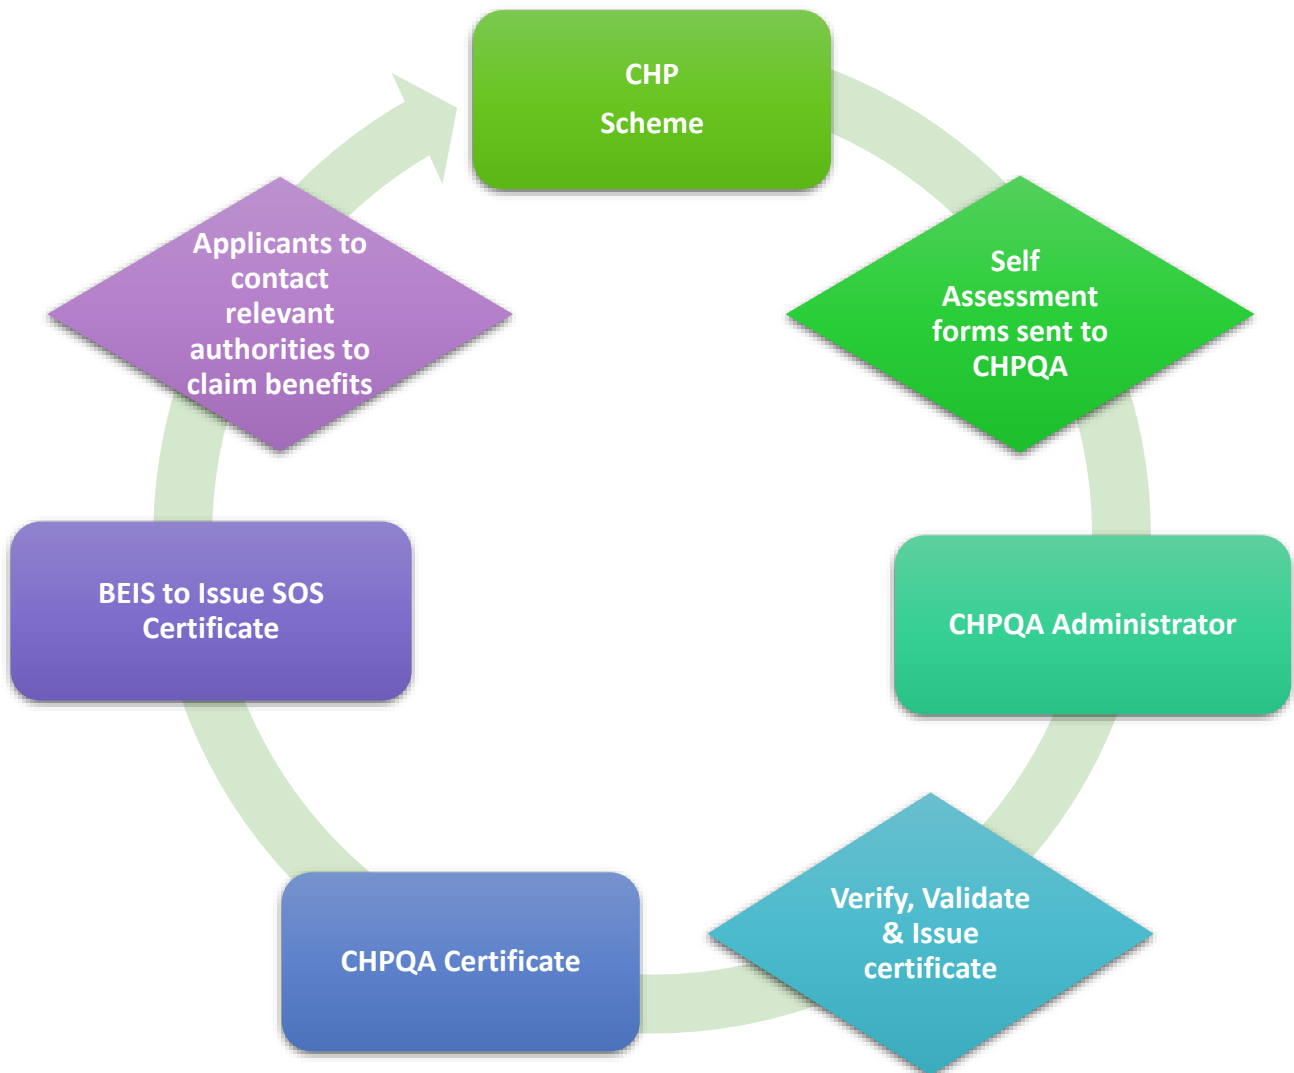 CHP
Scheme
Self
Assessment
forms sent to
CHPQA
CHPQA Administrator
Verify, Validate
& Issue
certificate
CHPQA Certificate
BEIS to Issue SOS
Certificate
Applicants to
contact
relevant
authorities to
claim benefits